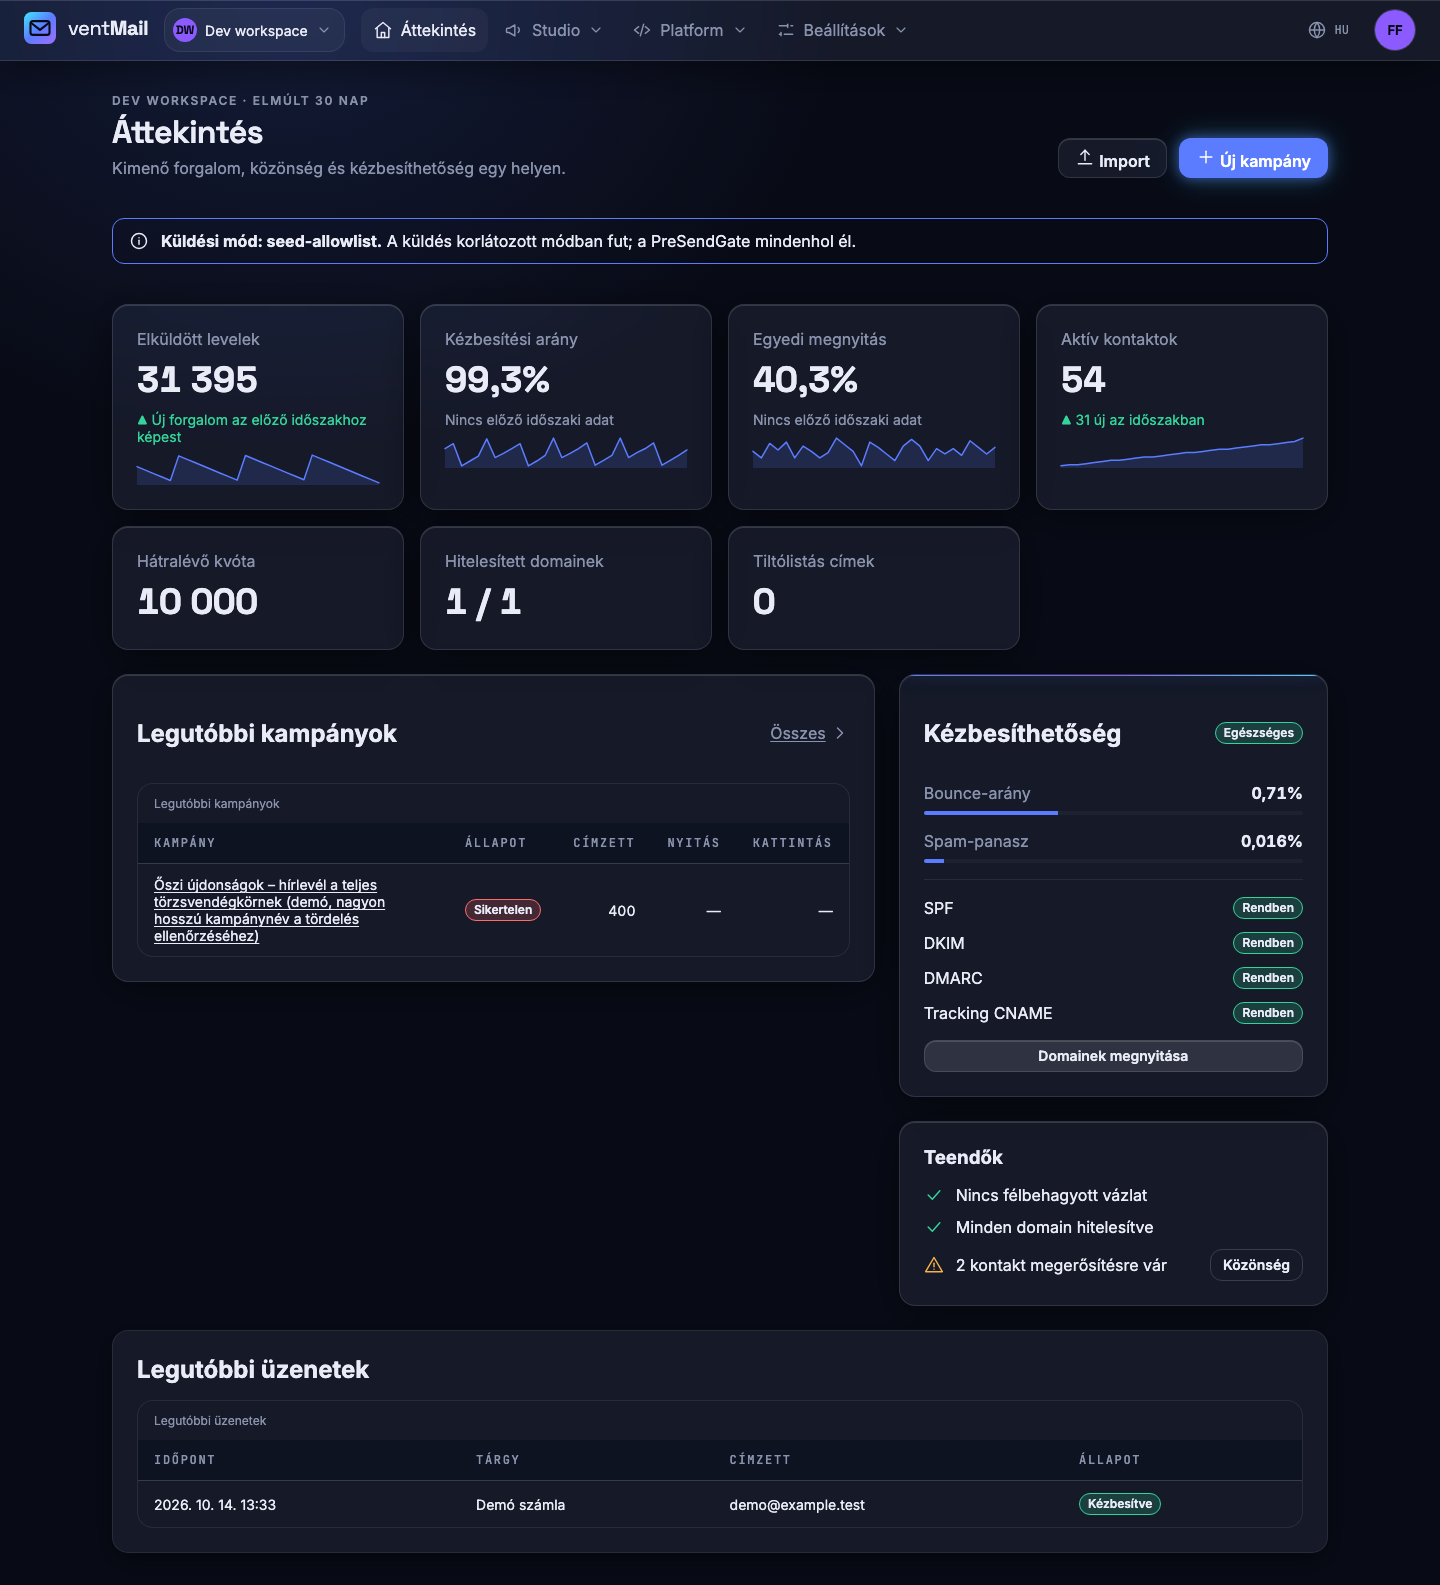 ventMail
DW Dev workspace
Áttekintés
Studio
Platform
Beállítások
HU
FF
DEV WORKSPACE · ELMÚLT 30 NAP
Áttekintés
Kimenő forgalom, közönség és kézbesíthetőség egy helyen.
Import
Új kampány
Küldési mód: seed-allowlist. A küldés korlátozott módban fut; a PreSendGate mindenhol él.
Elküldött levelek
31 395
▲ Új forgalom az előző időszakhoz
képest
Kézbesítési arány
99,3%
Nincs előző időszaki adat
Egyedi megnyitás
40,3%
Nincs előző időszaki adat
Aktív kontaktok
54
▲ 31 új az időszakban
Hátralévő kvóta
10 000
Hitelesített domainek
1 / 1
Tiltólistás címek
0
Legutóbbi kampányok
Összes
Legutóbbi kampányok
KAMPÁNY ÁLLAPOT CÍMZETT NYITÁS KATTINTÁS
Őszi újdonságok – hírlevél a teljes
törzsvendégkörnek (demó, nagyon
hosszú kampánynév a tördelés
ellenőrzéséhez)
Sikertelen 400 — —
Kézbesíthetőség
Egészséges
Bounce-arány 0,71%
Spam-panasz 0,016%
SPF Rendben
DKIM Rendben
DMARC Rendben
Tracking CNAME Rendben
Domainek megnyitása
Teendők
Nincs félbehagyott vázlat
Minden domain hitelesítve
2 kontakt megerősítésre vár Közönség
Legutóbbi üzenetek
Legutóbbi üzenetek
IDŐPONT TÁRGY CÍMZETT ÁLLAPOT
2026. 10. 14. 13:33 Demó számla demo@example.test Kézbesítve